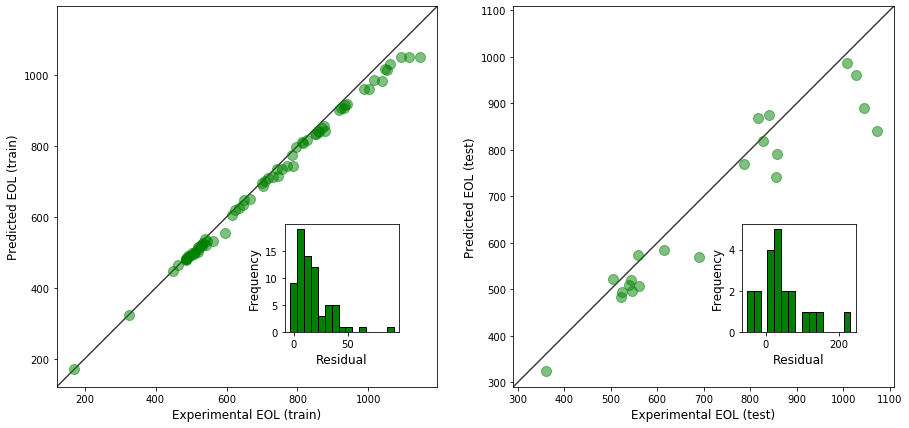 1000
800
600
400
200
Predicted EOL (train)
200 400 600 800 1000
Experimental EOL (train)
15
10
5
0
Frequency
0 50
Residual
1100
1000
900
800
700
600
500
400
300
Predicted EOL (test)
300 400 500 600 700 800 900 1000 1100
Experimental EOL (test)
4
2
0
Frequency
0 200
Residual